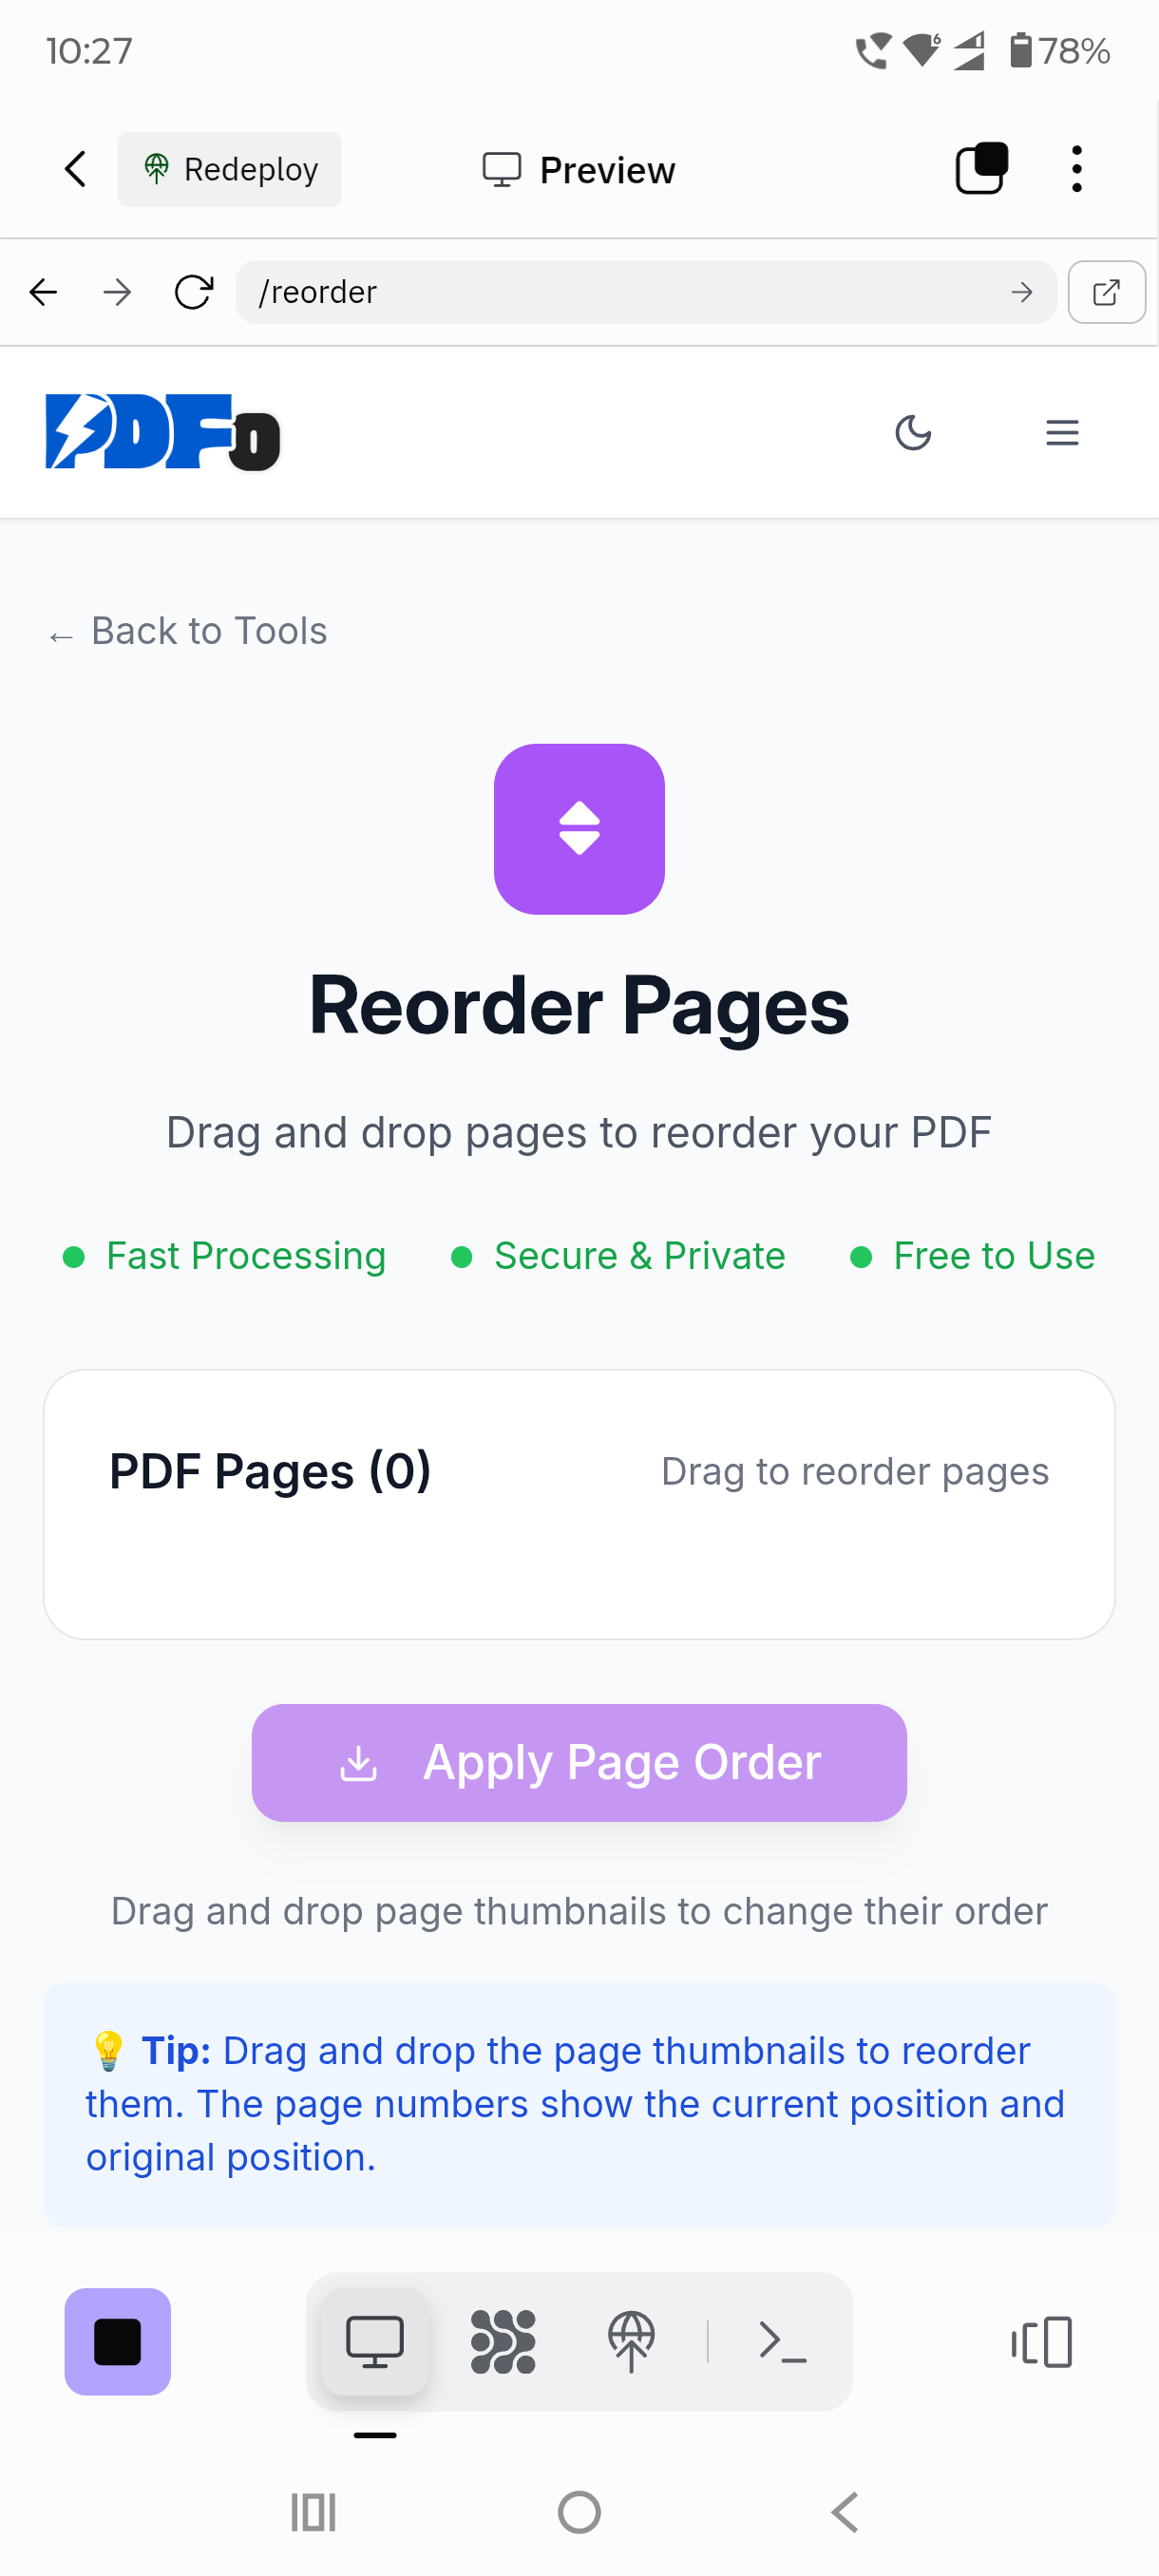 10:27
6
78%
Redeploy
Preview
/reorder
PDFo
← Back to Tools
Reorder Pages
Drag and drop pages to reorder your PDF
Fast Processing
Secure & Private
Free to Use
PDF Pages (0)
Drag to reorder pages
Apply Page Order
Drag and drop page thumbnails to change their order
💡 Tip: Drag and drop the page thumbnails to reorder
them. The page numbers show the current position and
original position.